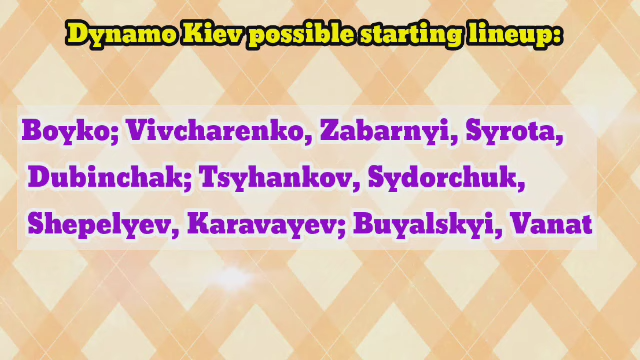 Dynamo Kiev possible starting lineup:
Boyko; Vivcharenko, Zabarnyi, Syrota,
Dubinchak; Tsyhankov, Sydorchuk,
Shepelyev, Karavayev; Buyalskyi, Vanat